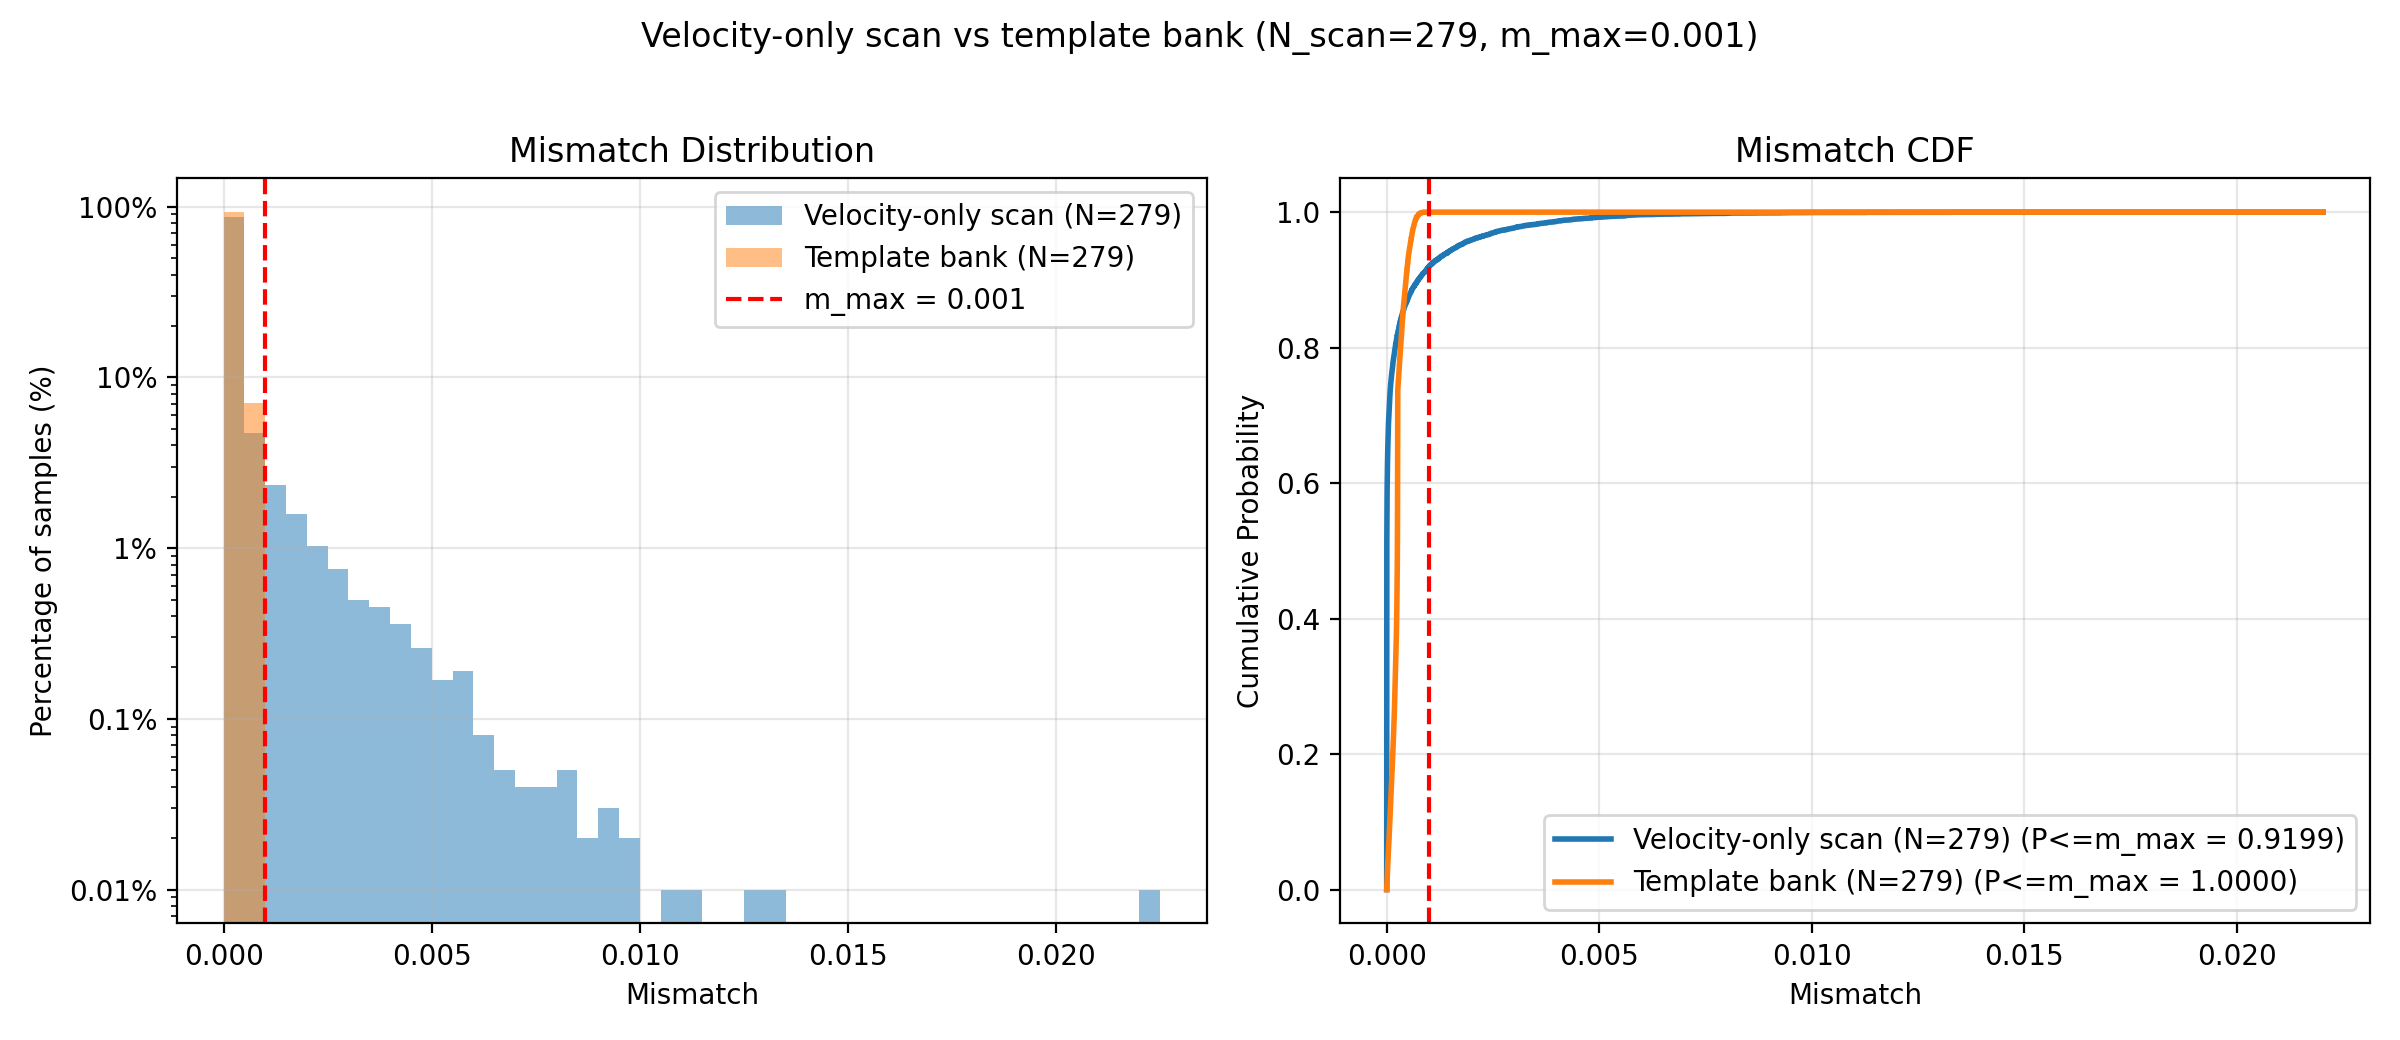 Velocity-only scan vs template bank (N_scan=279, m_max=0.001)
Mismatch Distribution
Percentage of samples (%)
100%
10%
1%
0.1%
0.01%
Velocity-only scan (N=279)
Template bank (N=279)
m_max = 0.001
0.000 0.005 0.010 0.015 0.020
Mismatch
Mismatch CDF
Cumulative Probability
1.0
0.8
0.6
0.4
0.2
0.0
Velocity-only scan (N=279) (P<=m_max = 0.9199)
Template bank (N=279) (P<=m_max = 1.0000)
0.000 0.005 0.010 0.015 0.020
Mismatch